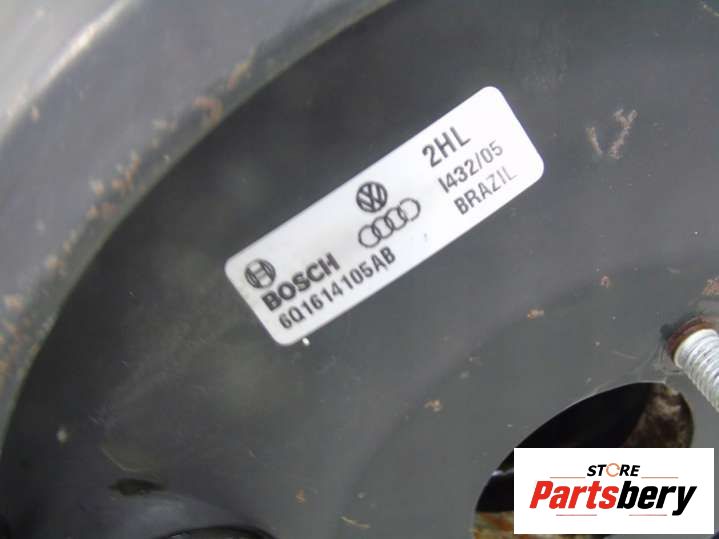 2HL
I432/05
BRAZIL
BOSCH
6Q1614105AB
STORE
Partsbery